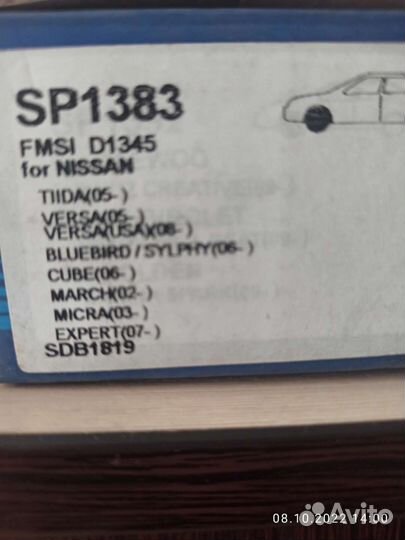 SP1383
FMSI D1345
for NISSAN
TIIDA(05- )
VERSA(05- )
VERSA(USA)(08- )
BLUEBIRD / SYLPHY(06- )
CUBE(06- )
MARCH(02- )
MICRA(03- )
EXPERT(07- )
SDB1819
08.10.2022 14:00
Avito